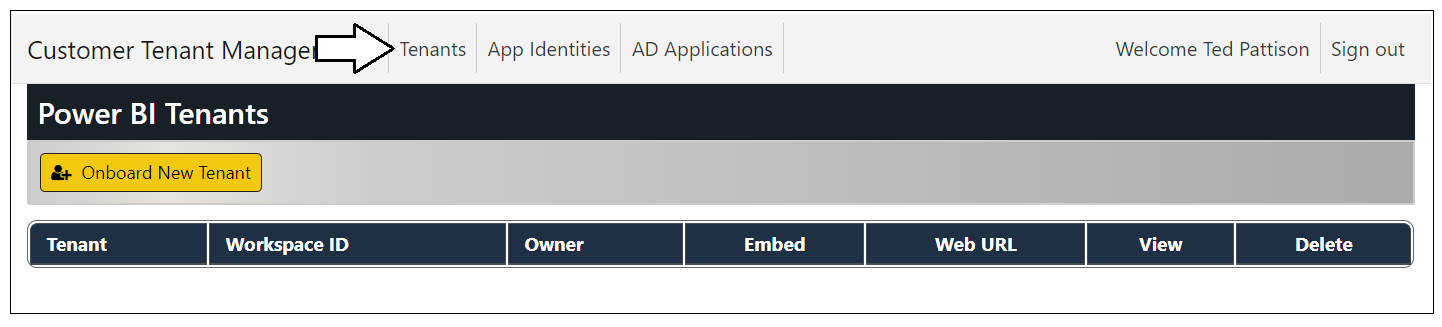 Customer Tenant Manager Tenants App Identities AD Applications Welcome Ted Pattison Sign out
Power BI Tenants
Onboard New Tenant
Tenant Workspace ID Owner Embed Web URL View Delete